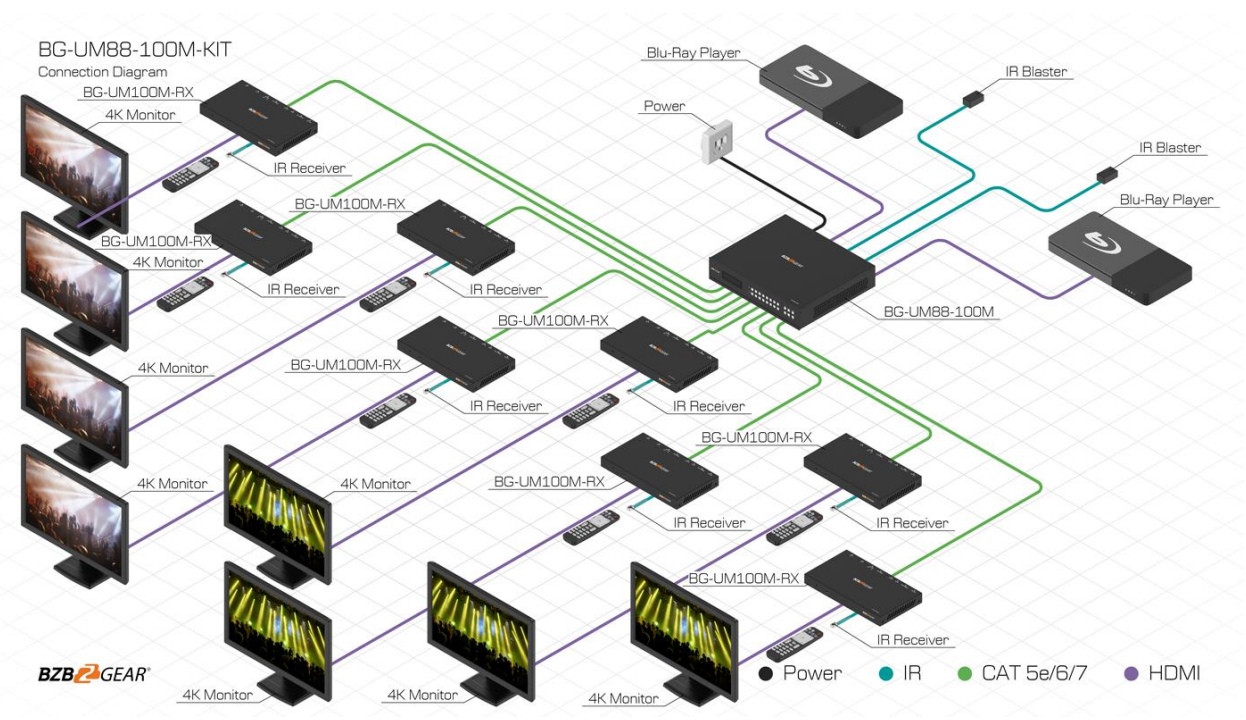 BG-UM88-100M-KIT
Connection Diagram
BG-UM100M-RX
4K Monitor
IR Receiver
Blu-Ray Player
Power
IR Blaster
IR Blaster
Blu-Ray Player
BG-UM88-100M
BG-UM100M-RX
BG-UM100M-RX
4K Monitor
IR Receiver
IR Receiver
BG-UM100M-RX
BG-UM100M-RX
4K Monitor
IR Receiver
IR Receiver
BG-UM100M-RX
BG-UM100M-RX
4K Monitor
4K Monitor
IR Receiver
IR Receiver
BG-UM100M-RX
IR Receiver
4K Monitor
4K Monitor
4K Monitor
BZB GEAR
Power
IR
CAT 5e/6/7
HDMI